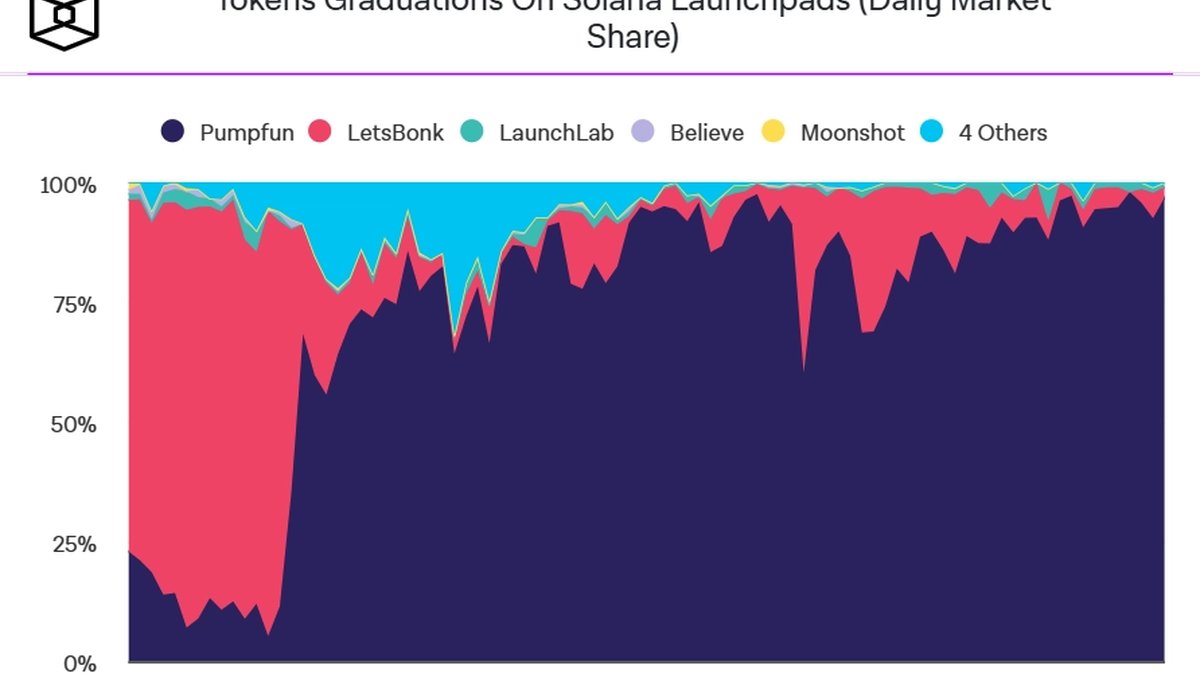 Tokens Graduations On Solana Launchpads (Daily Market
Share)
Pumpfun LetsBonk LaunchLab Believe Moonshot 4 Others
100%
75%
50%
25%
0%